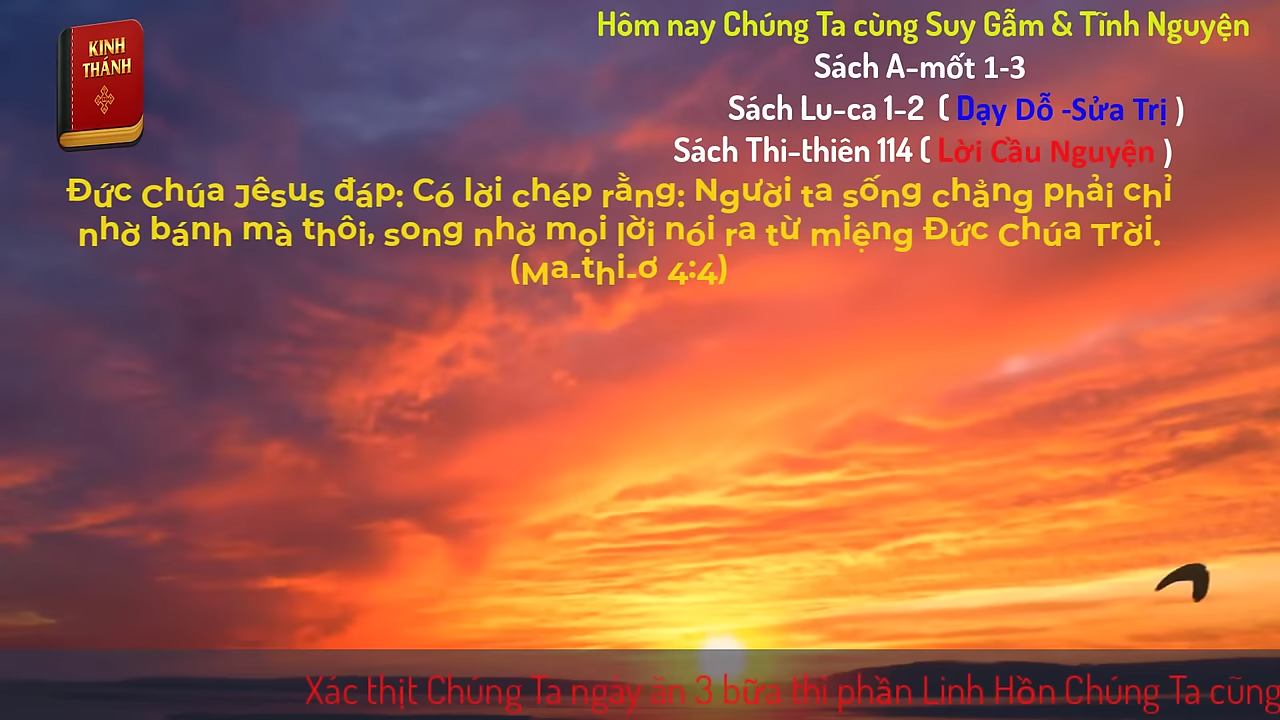 KINH
THÁNH
Hôm nay Chúng Ta cùng Suy Gẫm & Tĩnh Nguyện
Sách A-mốt 1-3
Sách Lu-ca 1-2 ( Dạy Dỗ -Sửa Trị )
Sách Thi-thiên 114 ( Lời Cầu Nguyện )
Đức Chúa Jêsus đáp: Có lời chép rằng: Người ta sống chẳng phải chỉ
nhờ bánh mà thôi, song nhờ mọi lời nói ra từ miệng Đức Chúa Trời.
(Ma-thi-ơ 4:4)
Xác thịt Chúng Ta ngày ăn 3 bữa thì phần Linh Hồn Chúng Ta cũng